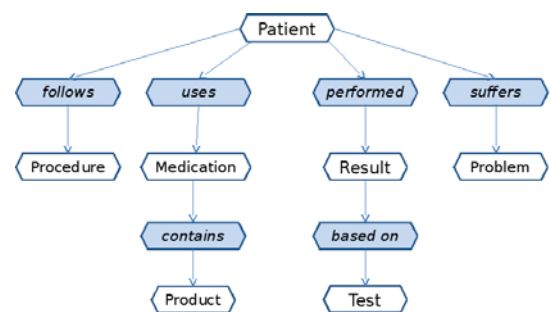 Patient
follows
uses
performed
suffers
Procedure
Medication
Result
Problem
contains
based on
Product
Test